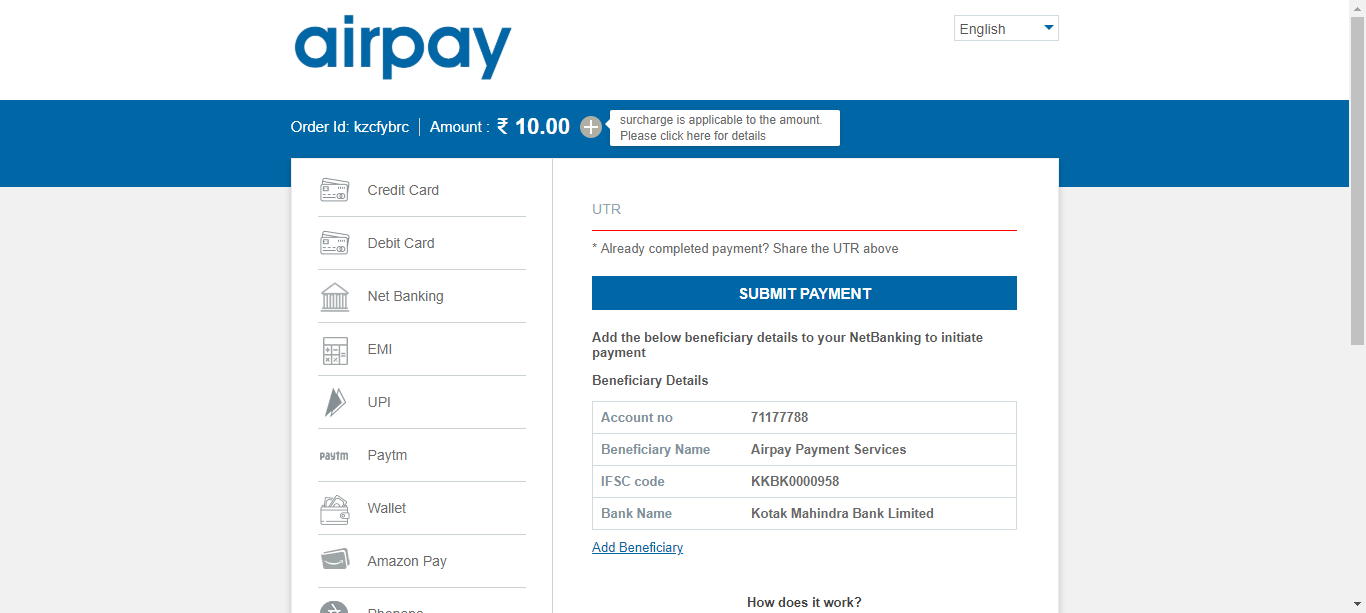 airpay
English
Order Id: kzcfybrc
Amount : ₹ 10.00
surcharge is applicable to the amount.
Please click here for details
Credit Card
Debit Card
Net Banking
EMI
UPI
paytm Paytm
Wallet
Amazon Pay
Phonepe
UTR
* Already completed payment? Share the UTR above
SUBMIT PAYMENT
Add the below beneficiary details to your NetBanking to initiate
payment
Beneficiary Details
Account no 71177788
Beneficiary Name Airpay Payment Services
IFSC code KKBK0000958
Bank Name Kotak Mahindra Bank Limited
Add Beneficiary
How does it work?